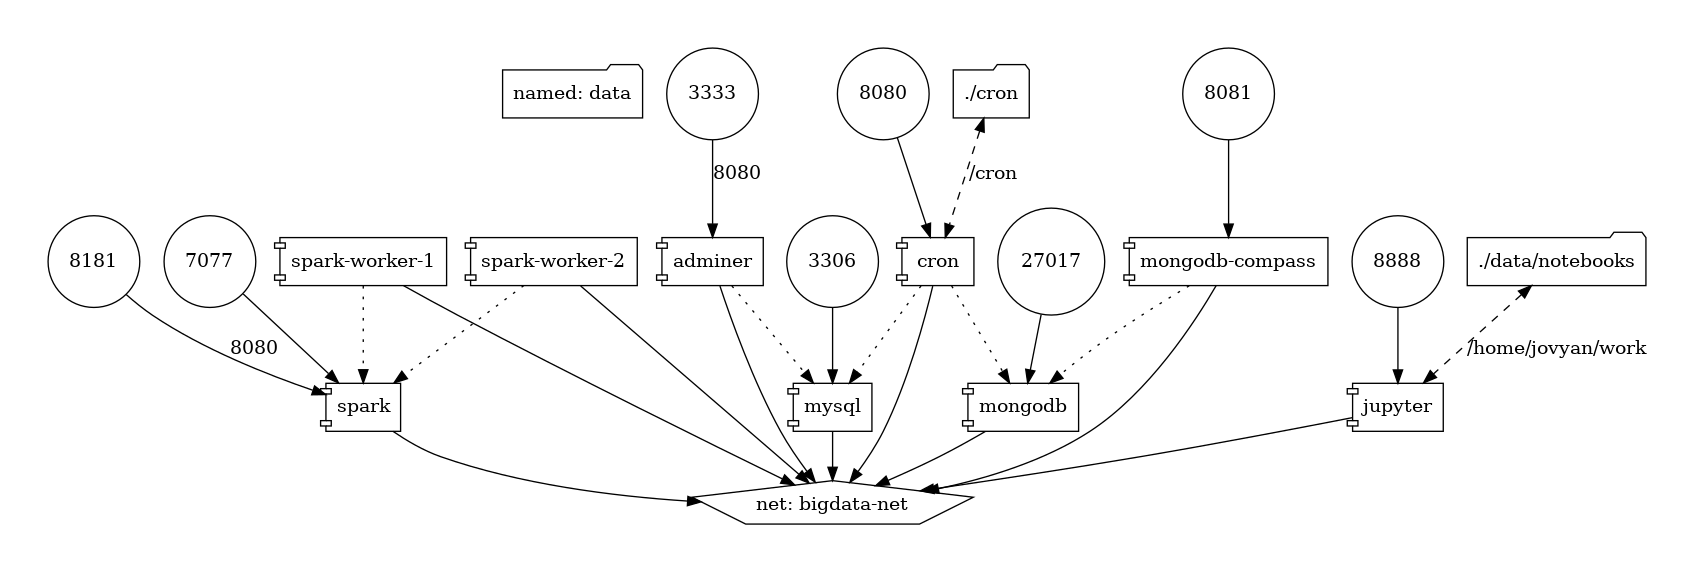 named: data
3333
8080
./cron
8081
8080
/cron
8181
7077
spark-worker-1
spark-worker-2
adminer
3306
cron
27017
mongodb-compass
8888
./data/notebooks
8080
/home/jovyan/work
spark
mysql
mongodb
jupyter
net: bigdata-net